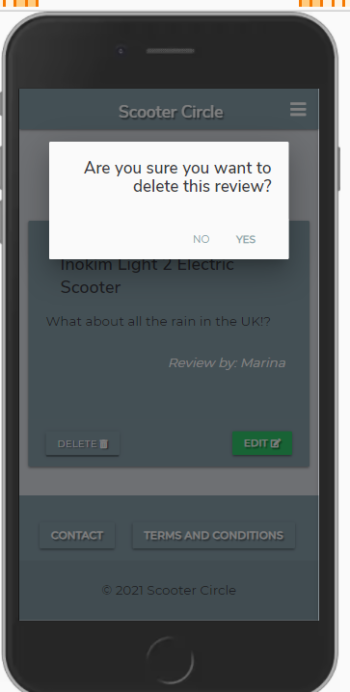 Scooter Circle
Are you sure you want to
delete this review?
NO YES
Inokim Light 2 Electric
Scooter
What about all the rain in the UK!?
Review by: Marina
DELETE EDIT
CONTACT TERMS AND CONDITIONS
© 2021 Scooter Circle